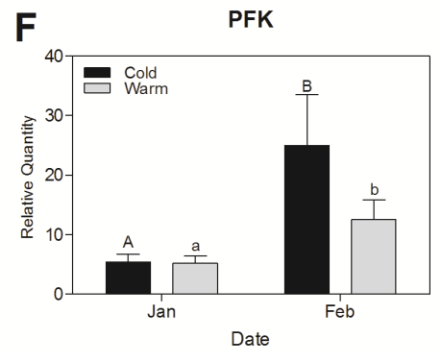 F
PFK
Relative Quantity
40
30
20
10
0
Cold
Warm
A
a
B
b
Jan
Feb
Date